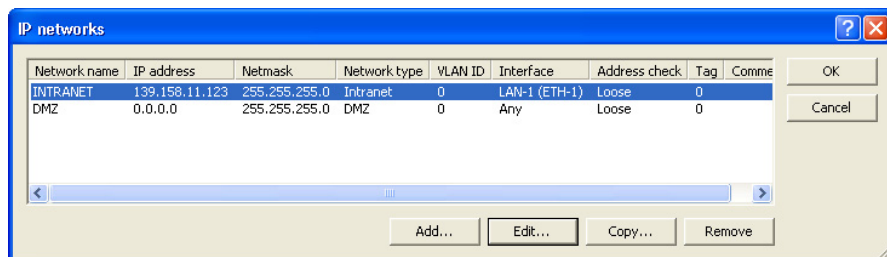 IP networks
Network name IP address Netmask Network type VLAN ID Interface Address check Tag Comme
INTRANET 139.158.11.123 255.255.255.0 Intranet 0 LAN-1 (ETH-1) Loose 0
DMZ 0.0.0.0 255.255.255.0 DMZ 0 Any Loose 0
OK
Cancel
Add... Edit... Copy... Remove